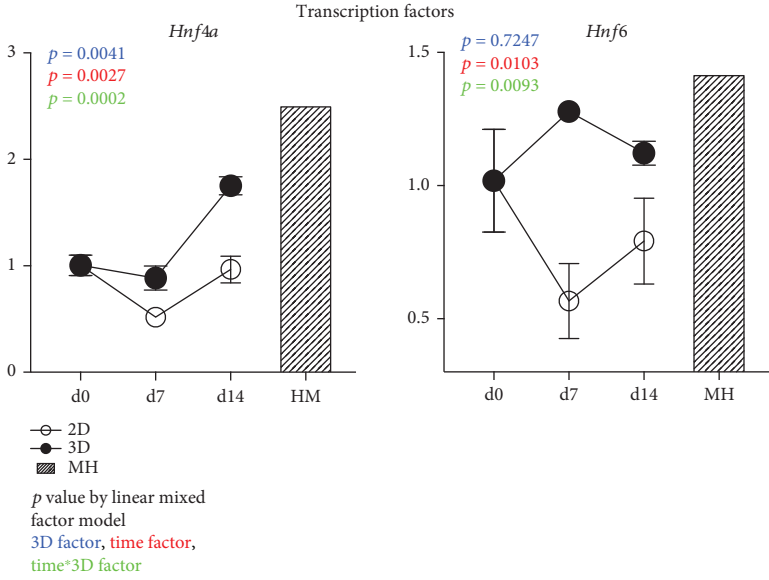 Transcription factors
Hnf4a
p = 0.0041
p = 0.0027
p = 0.0002
3
2
1
0
d0 d7 d14 HM
Hnf6
p = 0.7247
p = 0.0103
p = 0.0093
1.5
1.0
0.5
d0 d7 d14 MH
2D
3D
MH
p value by linear mixed
factor model
3D factor, time factor,
time*3D factor